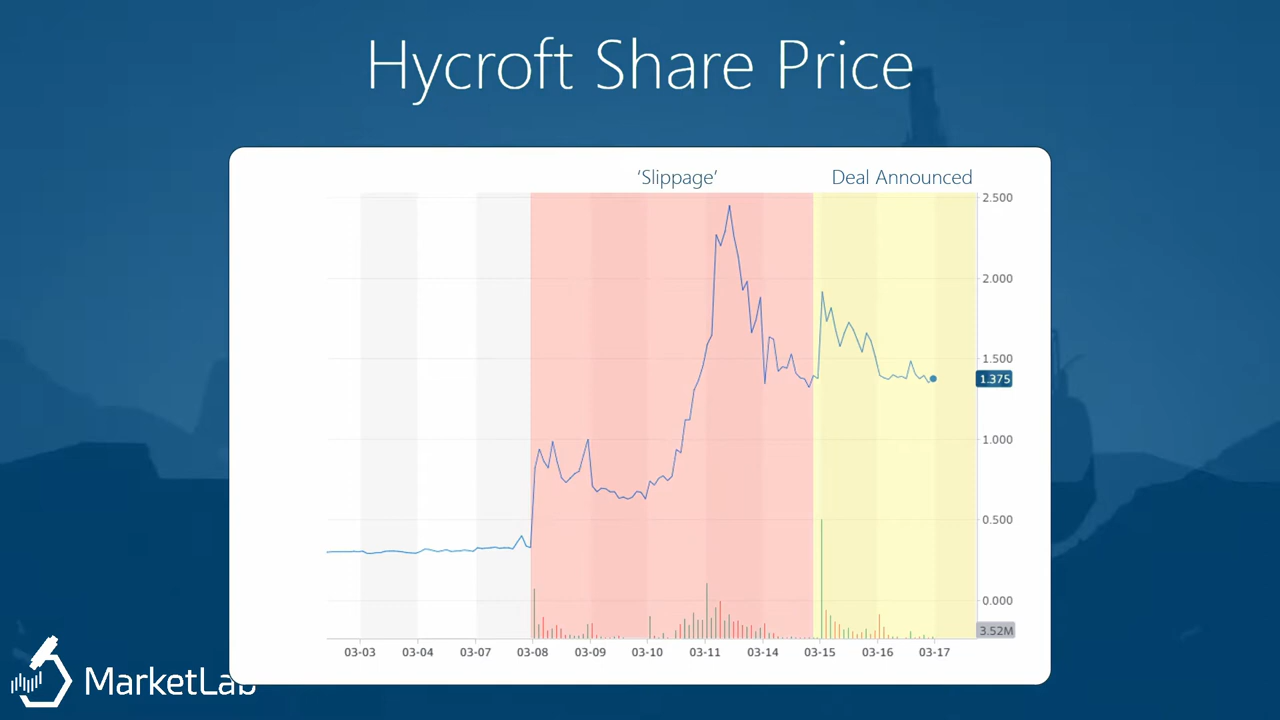 Hycroft Share Price
‘Slippage’
Deal Announced
2.500
2.000
1.500
1.375
1.000
0.500
0.000
3.52M
03-03 03-04 03-07 03-08 03-09 03-10 03-11 03-14 03-15 03-16 03-17
MarketLab